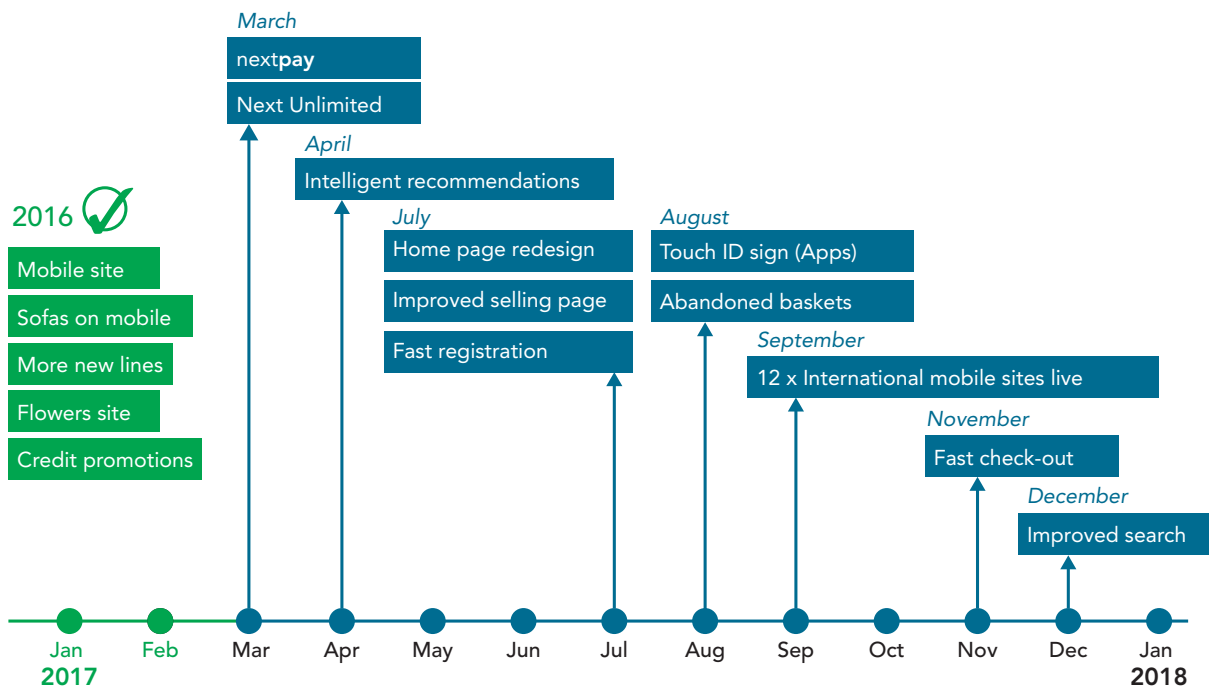 March
nextpay
Next Unlimited
April
Intelligent recommendations
2016
Mobile site
Sofas on mobile
More new lines
Flowers site
Credit promotions
July
Home page redesign
Improved selling page
Fast registration
August
Touch ID sign (Apps)
Abandoned baskets
September
12 x International mobile sites live
November
Fast check-out
December
Improved search
Jan Feb Mar Apr May Jun Jul Aug Sep Oct Nov Dec Jan
2017 2018